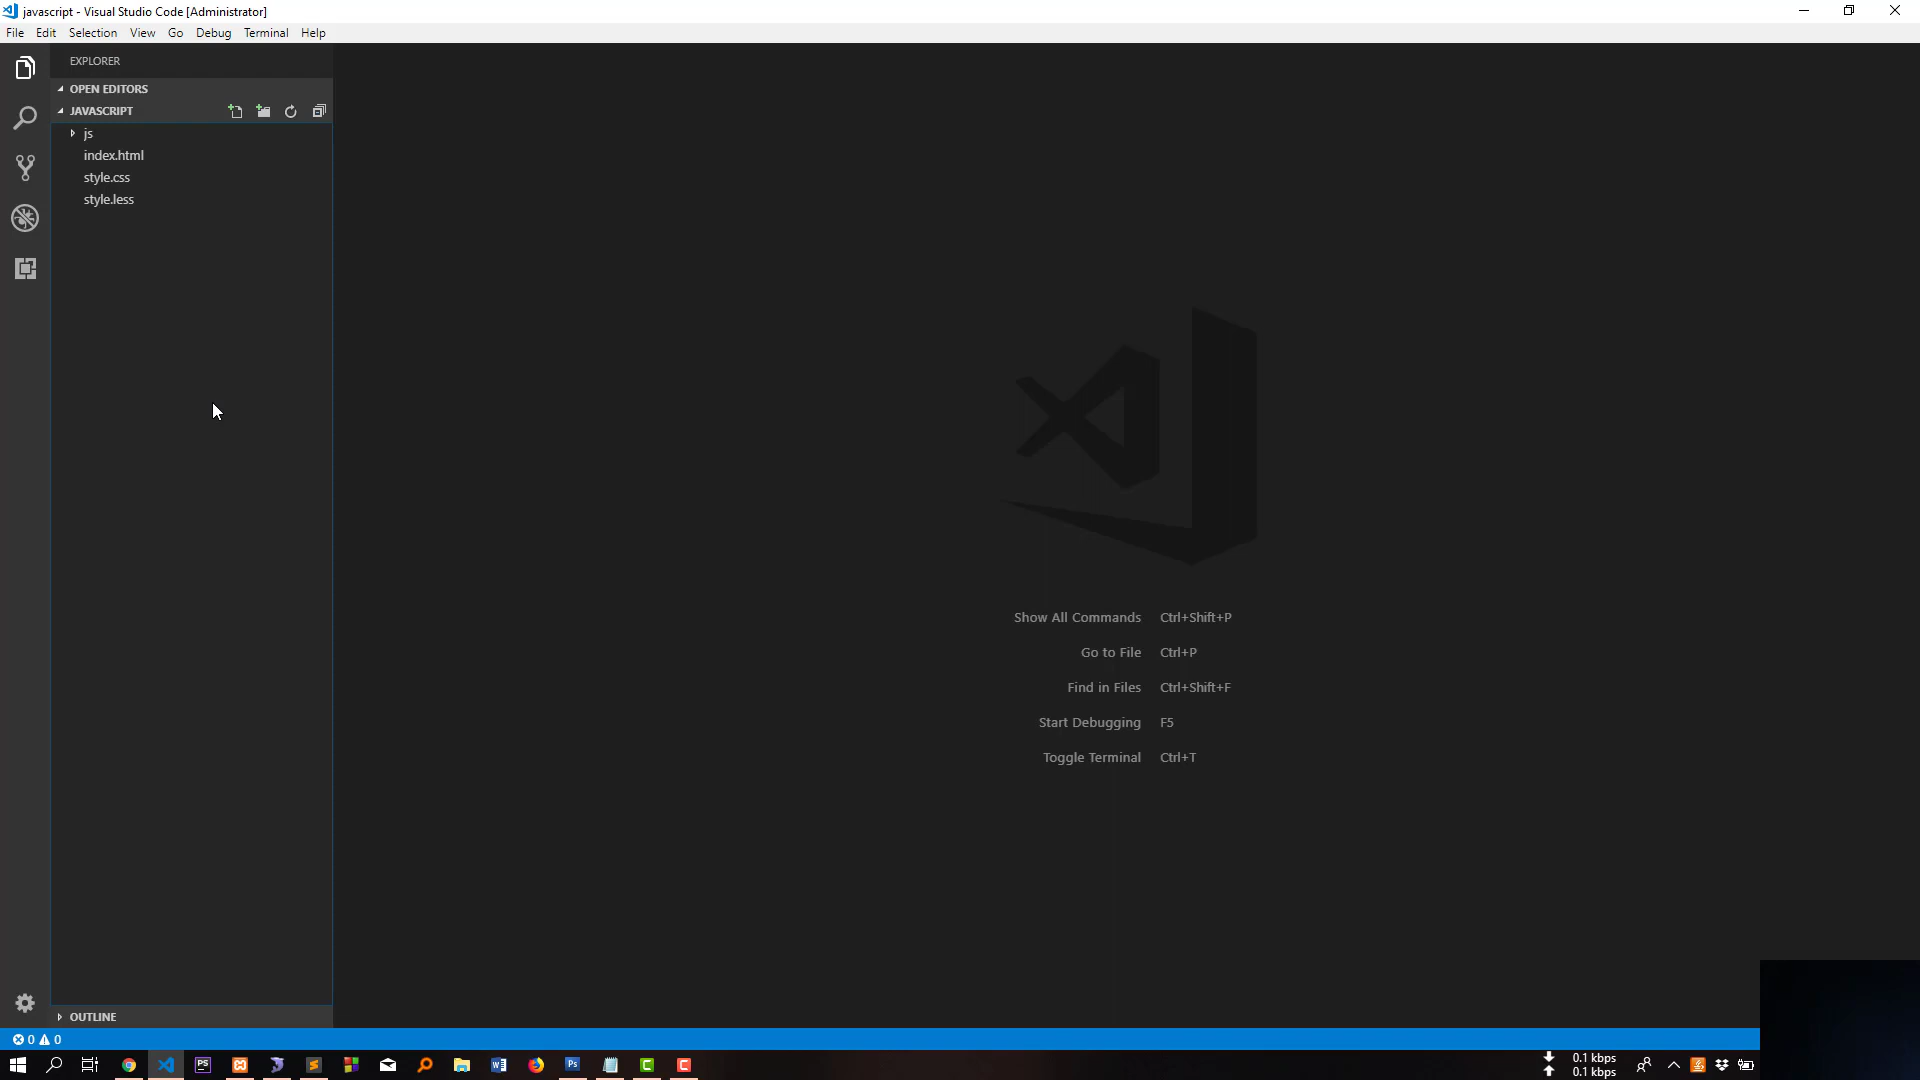 javascript - Visual Studio Code [Administrator]
File Edit Selection View Go Debug Terminal Help
EXPLORER
OPEN EDITORS
JAVASCRIPT
js
index.html
style.css
style.less
Show All Commands Ctrl+Shift+P
Go to File Ctrl+P
Find in Files Ctrl+Shift+F
Start Debugging F5
Toggle Terminal Ctrl+T
OUTLINE
0 0
PS W Ps C C
0.1 kbps
0.1 kbps